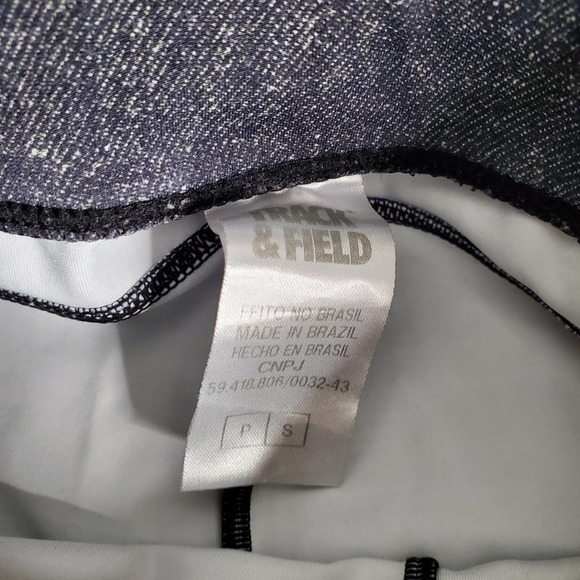 TRACK
& FIELD
FEITO NO BRASIL
MADE IN BRAZIL
HECHO EN BRASIL
CNPJ
59.418.806/0032-43
P S